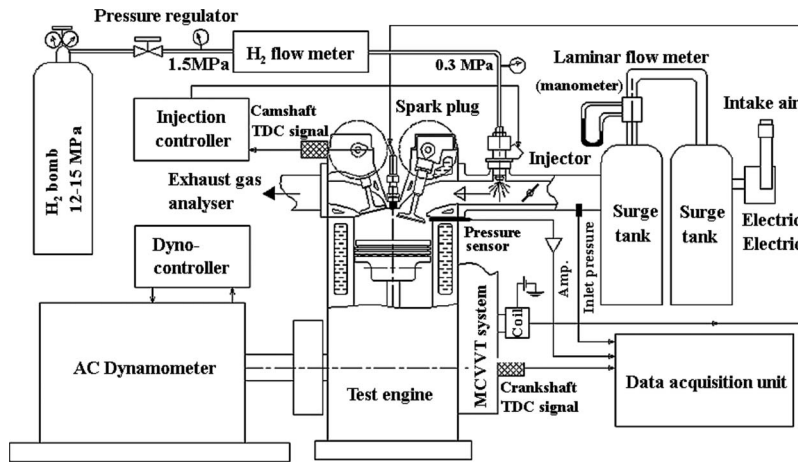 Pressure regulator
1.5MPa
H₂ flow meter
0.3 MPa
Laminar flow meter
(manometer)
Intake air
Injection
controller
Camshaft
TDC signal
Spark plug
Injector
H₂ bomb
12-15 MPa
Exhaust gas
analyser
Surge
tank
Surge
tank
Electric
Electric
Pressure
sensor
Amp.
Inlet pressure
Dyno-
controller
AC Dynamometer
Test engine
MCVVT system
Coil
Crankshaft
TDC signal
Data acquisition unit